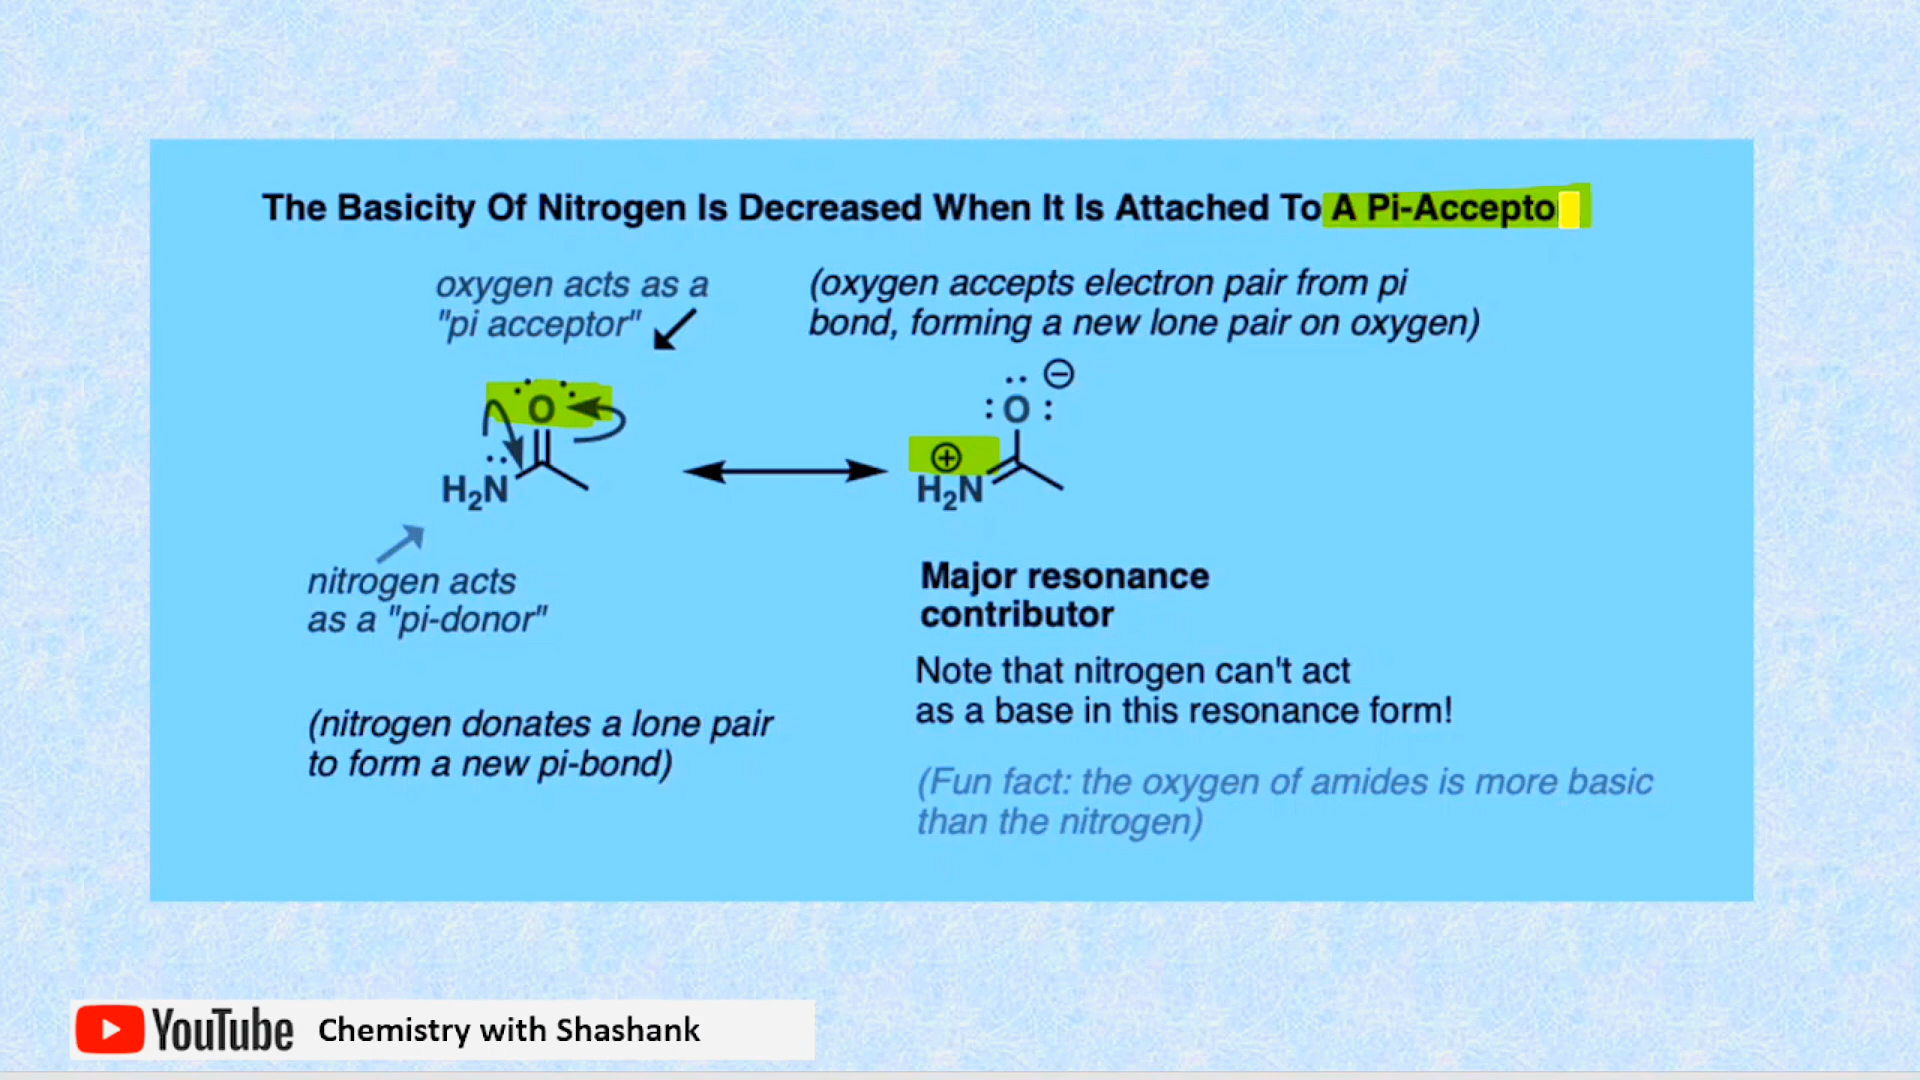 The Basicity Of Nitrogen Is Decreased When It Is Attached To A Pi-Accepto
oxygen acts as a
"pi acceptor"
(oxygen accepts electron pair from pi
bond, forming a new lone pair on oxygen)
O
H₂N
:O: ⊖
⊕
H₂N
nitrogen acts
as a "pi-donor"
(nitrogen donates a lone pair
to form a new pi-bond)
Major resonance
contributor
Note that nitrogen can't act
as a base in this resonance form!
(Fun fact: the oxygen of amides is more basic
than the nitrogen)
YouTube Chemistry with Shashank